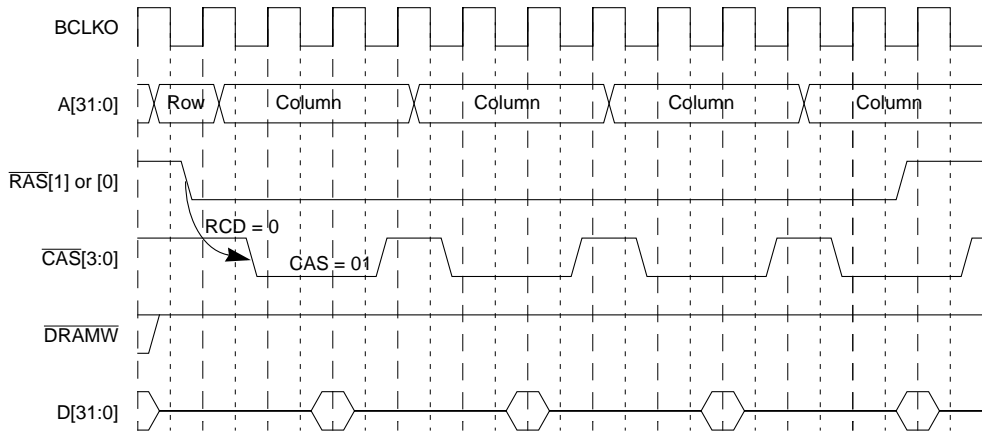 BCLKO
A[31:0] Row Column Column Column Column
RAS[1] or [0]
RCD = 0
CAS[3:0] CAS = 01
DRAMW
D[31:0]